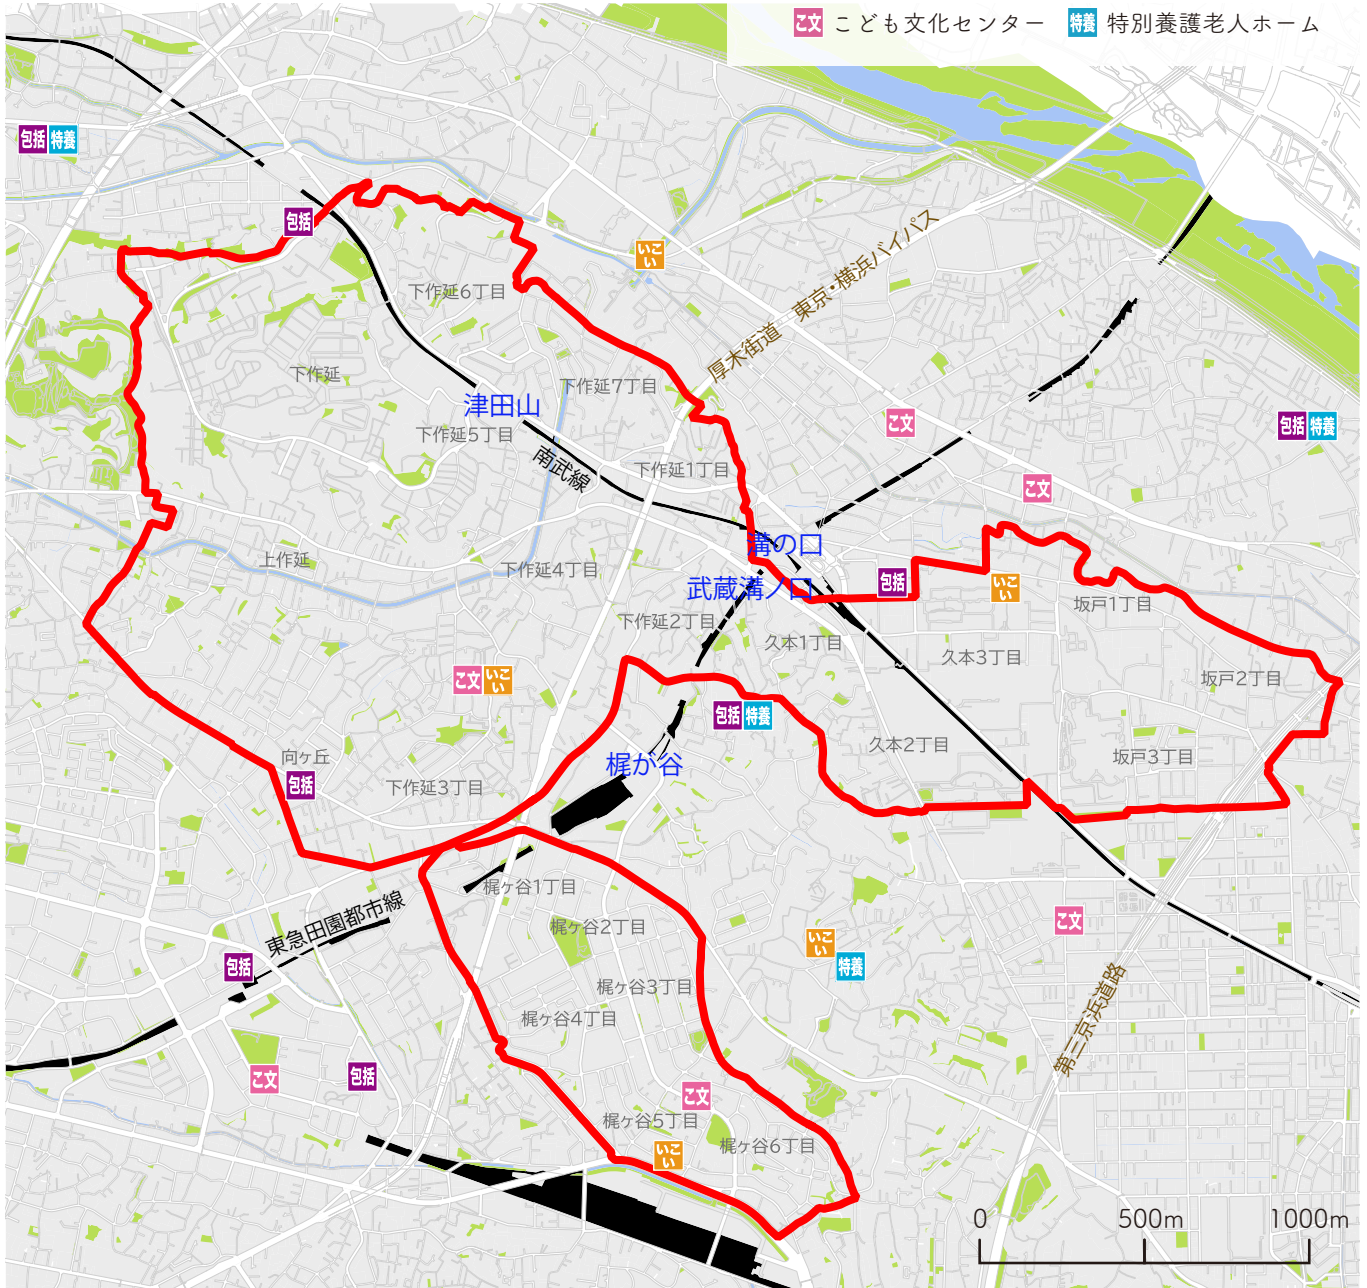 こ文 こども文化センター 特養 特別養護老人ホーム
包括 特養
包括
いこい
東京・横浜バイパス
厚木街道
下作延6丁目
下作延
下作延7丁目
津田山
下作延5丁目
南武線
下作延1丁目
こ文
包括 特養
こ文
溝の口
武蔵溝ノ口
包括
いこい
上作延
下作延4丁目
下作延2丁目
久本1丁目
久本3丁目
坂戸1丁目
坂戸2丁目
こ文 いこい
包括 特養
久本2丁目
坂戸3丁目
向ヶ丘
包括
下作延3丁目
梶が谷
梶ヶ谷1丁目
梶ヶ谷2丁目
東急田園都市線
包括
いこい
特養
こ文
梶ヶ谷3丁目
梶ヶ谷4丁目
第三京浜道路
こ文
包括
こ文
梶ヶ谷5丁目
いこい
梶ヶ谷6丁目
0 500m 1000m